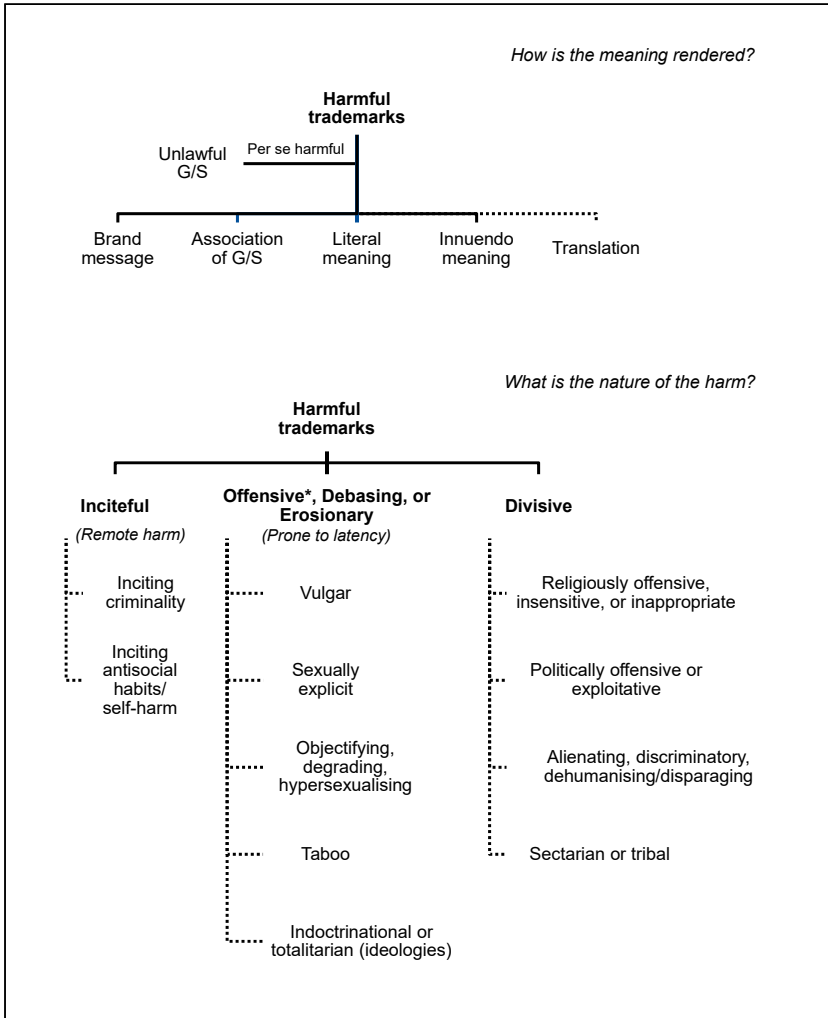 How is the meaning rendered?
Harmful
trademarks
Per se harmful
Unlawful
G/S
Brand
message
Association
of G/S
Literal
meaning
Innuendo
meaning
Translation
What is the nature of the harm?
Harmful
trademarks
Inciteful
(Remote harm)
Inciting
criminality
Inciting
antisocial
habits/
self-harm
Offensive*, Debasing, or
Erosionary
(Prone to latency)
Vulgar
Sexually
explicit
Objectifying,
degrading,
hypersexualising
Taboo
Indoctrinational or
totalitarian (ideologies)
Divisive
Religiously offensive,
insensitive, or inappropriate
Politically offensive or
exploitative
Alienating, discriminatory,
dehumanising/disparaging
Sectarian or tribal